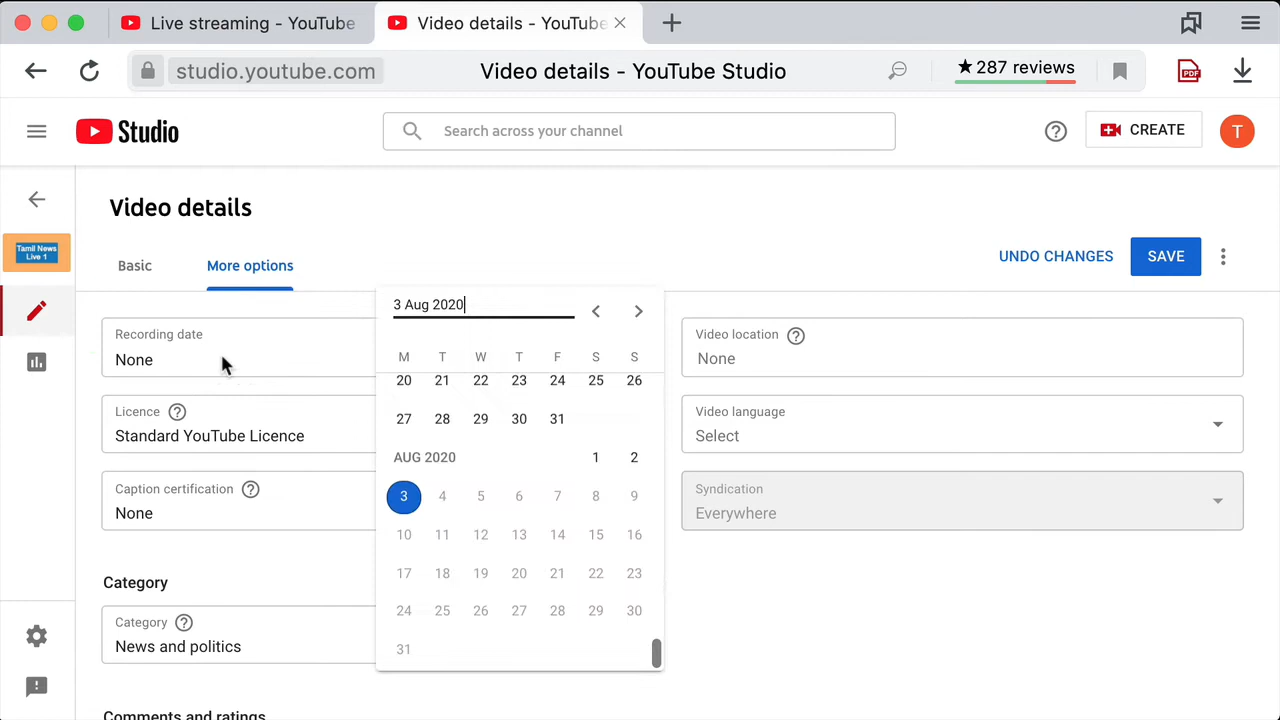 Live streaming - YouTube
Video details - YouTube
studio.youtube.com
Video details - YouTube Studio
★ 287 reviews
PDF
Studio
Search across your channel
CREATE
T
Video details
Tamil News
Live 1
Basic
More options
UNDO CHANGES
SAVE
3 Aug 2020
Recording date
None
Video location
None
M T W T F S S
20 21 22 23 24 25 26
27 28 29 30 31
AUG 2020 1 2
3 4 5 6 7 8 9
10 11 12 13 14 15 16
17 18 19 20 21 22 23
24 25 26 27 28 29 30
31
Licence
Standard YouTube Licence
Video language
Select
Caption certification
None
Syndication
Everywhere
Category
Category
News and politics
Comments and ratings